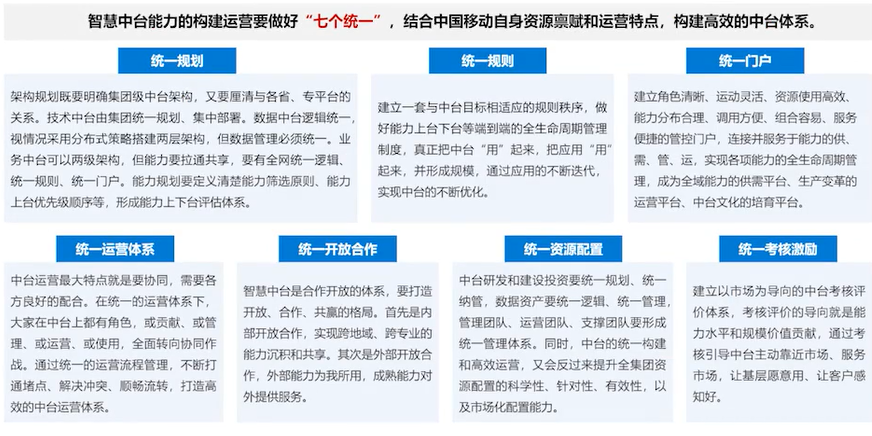 智慧中台能力的构建运营要做好“七个统一”，结合中国移动自身资源禀赋和运营特点，构建高效的中台体系。
统一规划
架构规划既要明确集团级中台架构，又要厘清与各省、专平台的
关系。技术中台由集团统一规划、集中部署。数据中台逻辑统一，
视情况采用分布式策略搭建两层架构，但数据管理必须统一。业
务中台可以两级架构，但能力要拉通共享，要有全网统一逻辑、
统一规则、统一门户。能力规划要定义清楚能力筛选原则、能力
上台优先级顺序等，形成能力上下台评估体系。
统一规则
建立一套与中台目标相适应的规则秩序，做
好能力上台下台等端到端的全生命周期管理
制度，真正把中台“用”起来，把应用“用”
起来，并形成规模，通过应用的不断迭代，
实现中台的不断优化。
统一门户
建立角色清晰、运动灵活、资源使用高效、
能力分布合理、调用方便、组合容易、服务
便捷的管控门户，连接并服务于能力的供、
需、管、运，实现各项能力的全生命周期管
理，成为全域能力的供需平台、生产变革的
运营平台、中台文化的培育平台。
统一运营体系
中台运营最大特点就是要协同，需要各
方良好的配合。在统一的运营体系下，
大家在中台上都有角色，或贡献、或管
理、或运营、或使用，全面转向协同作
战。通过统一的运营流程管理，不断打
通堵点、解决冲突、顺畅流转，打造高
效的中台运营体系。
统一开放合作
智慧中台是合作开放的体系，要打造
开放、合作、共赢的格局。首先是内
部开放合作，实现跨地域、跨专业的
能力沉积和共享。其次是外部开放合
作，外部能力为我所用，成熟能力对
外提供服务。
统一资源配置
中台研发和建设投资要统一规划、统一
纳管，数据资产要统一逻辑、统一管理，
管理团队、运营团队、支撑团队要形成
统一管理体系。同时，中台的统一构建
和高效运营，又会反过来提升全集团资
源配置的科学性、针对性、有效性，以
及市场化配置能力。
统一考核激励
建立以市场为导向的中台考核评
价体系，考核评价的导向就是能
力水平和规模价值贡献，通过考
核引导中台主动靠近市场、服务
市场，让基层愿意用、让客户感
知好。